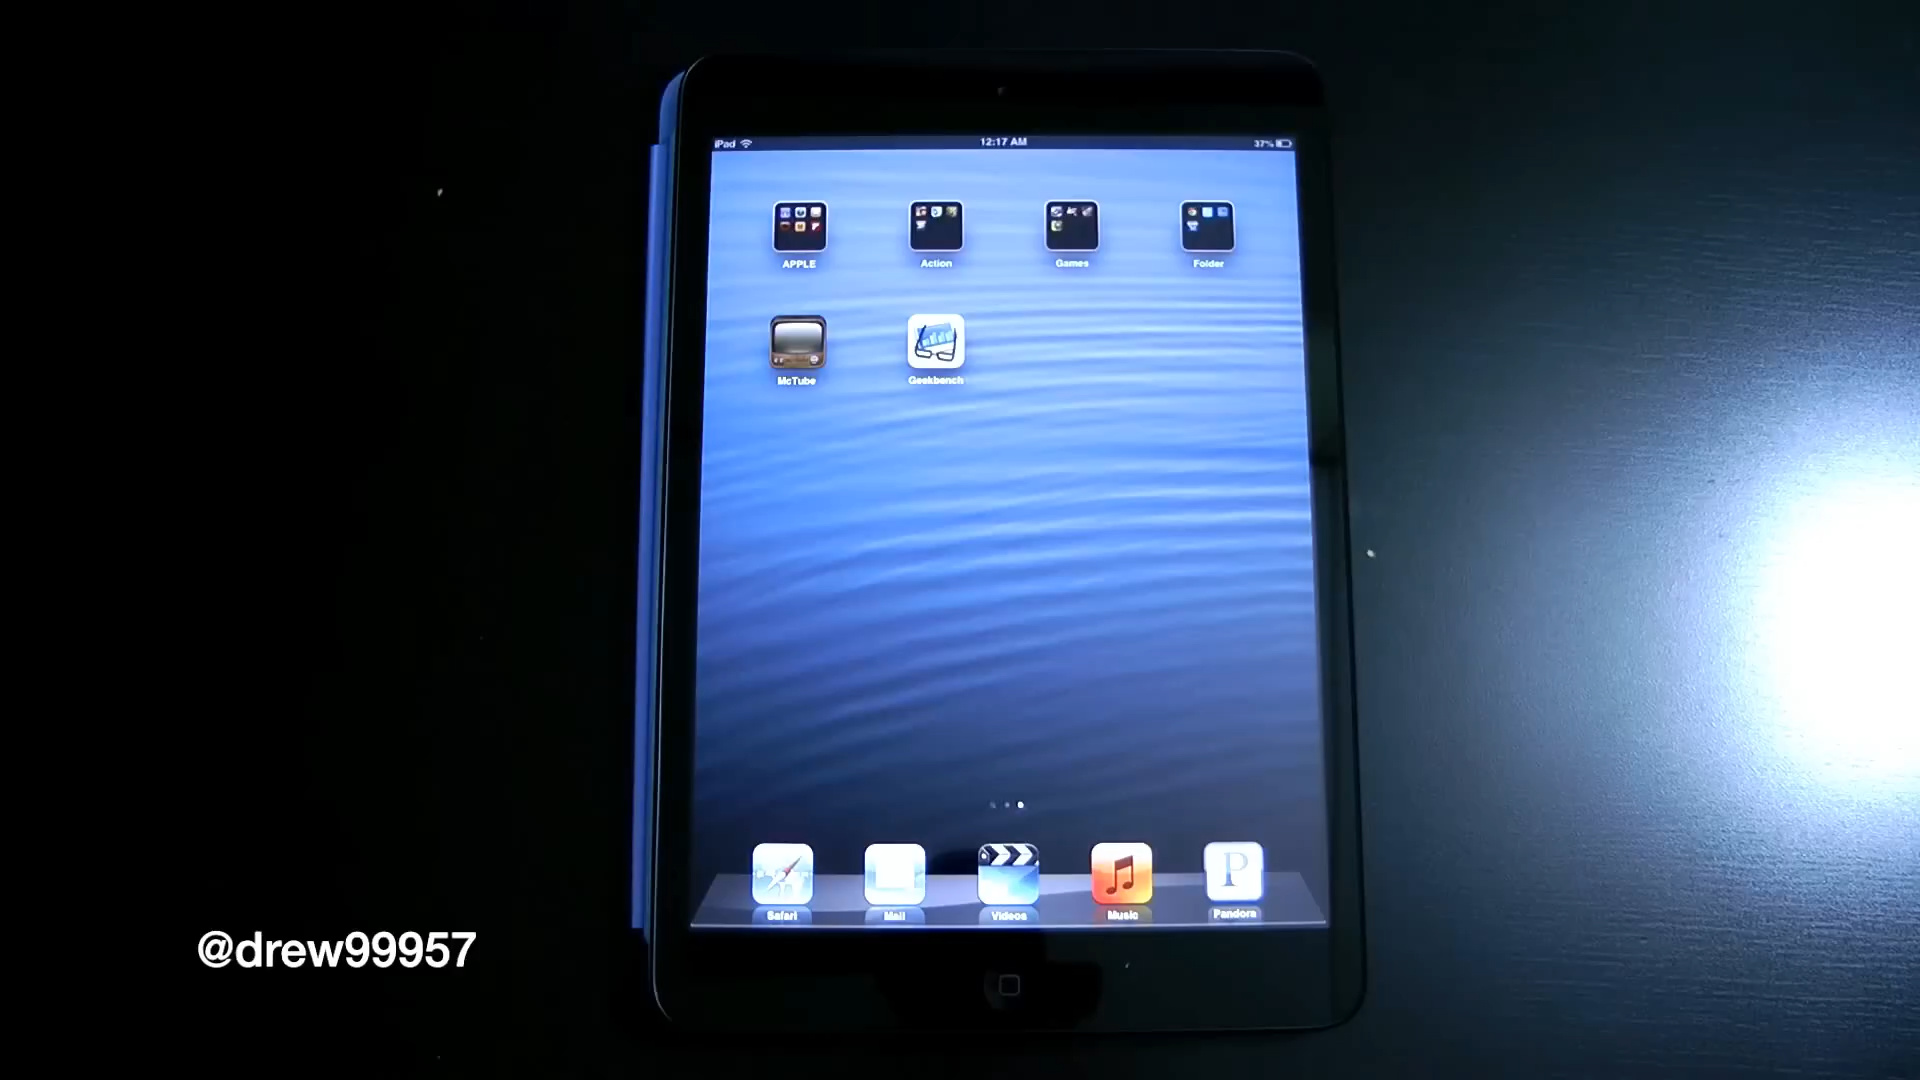 iPad 12:17 AM 37%
APPLE Action Games Folder
McTube Geekbench
Safari Mail Videos Music Pandora
P
@drew99957